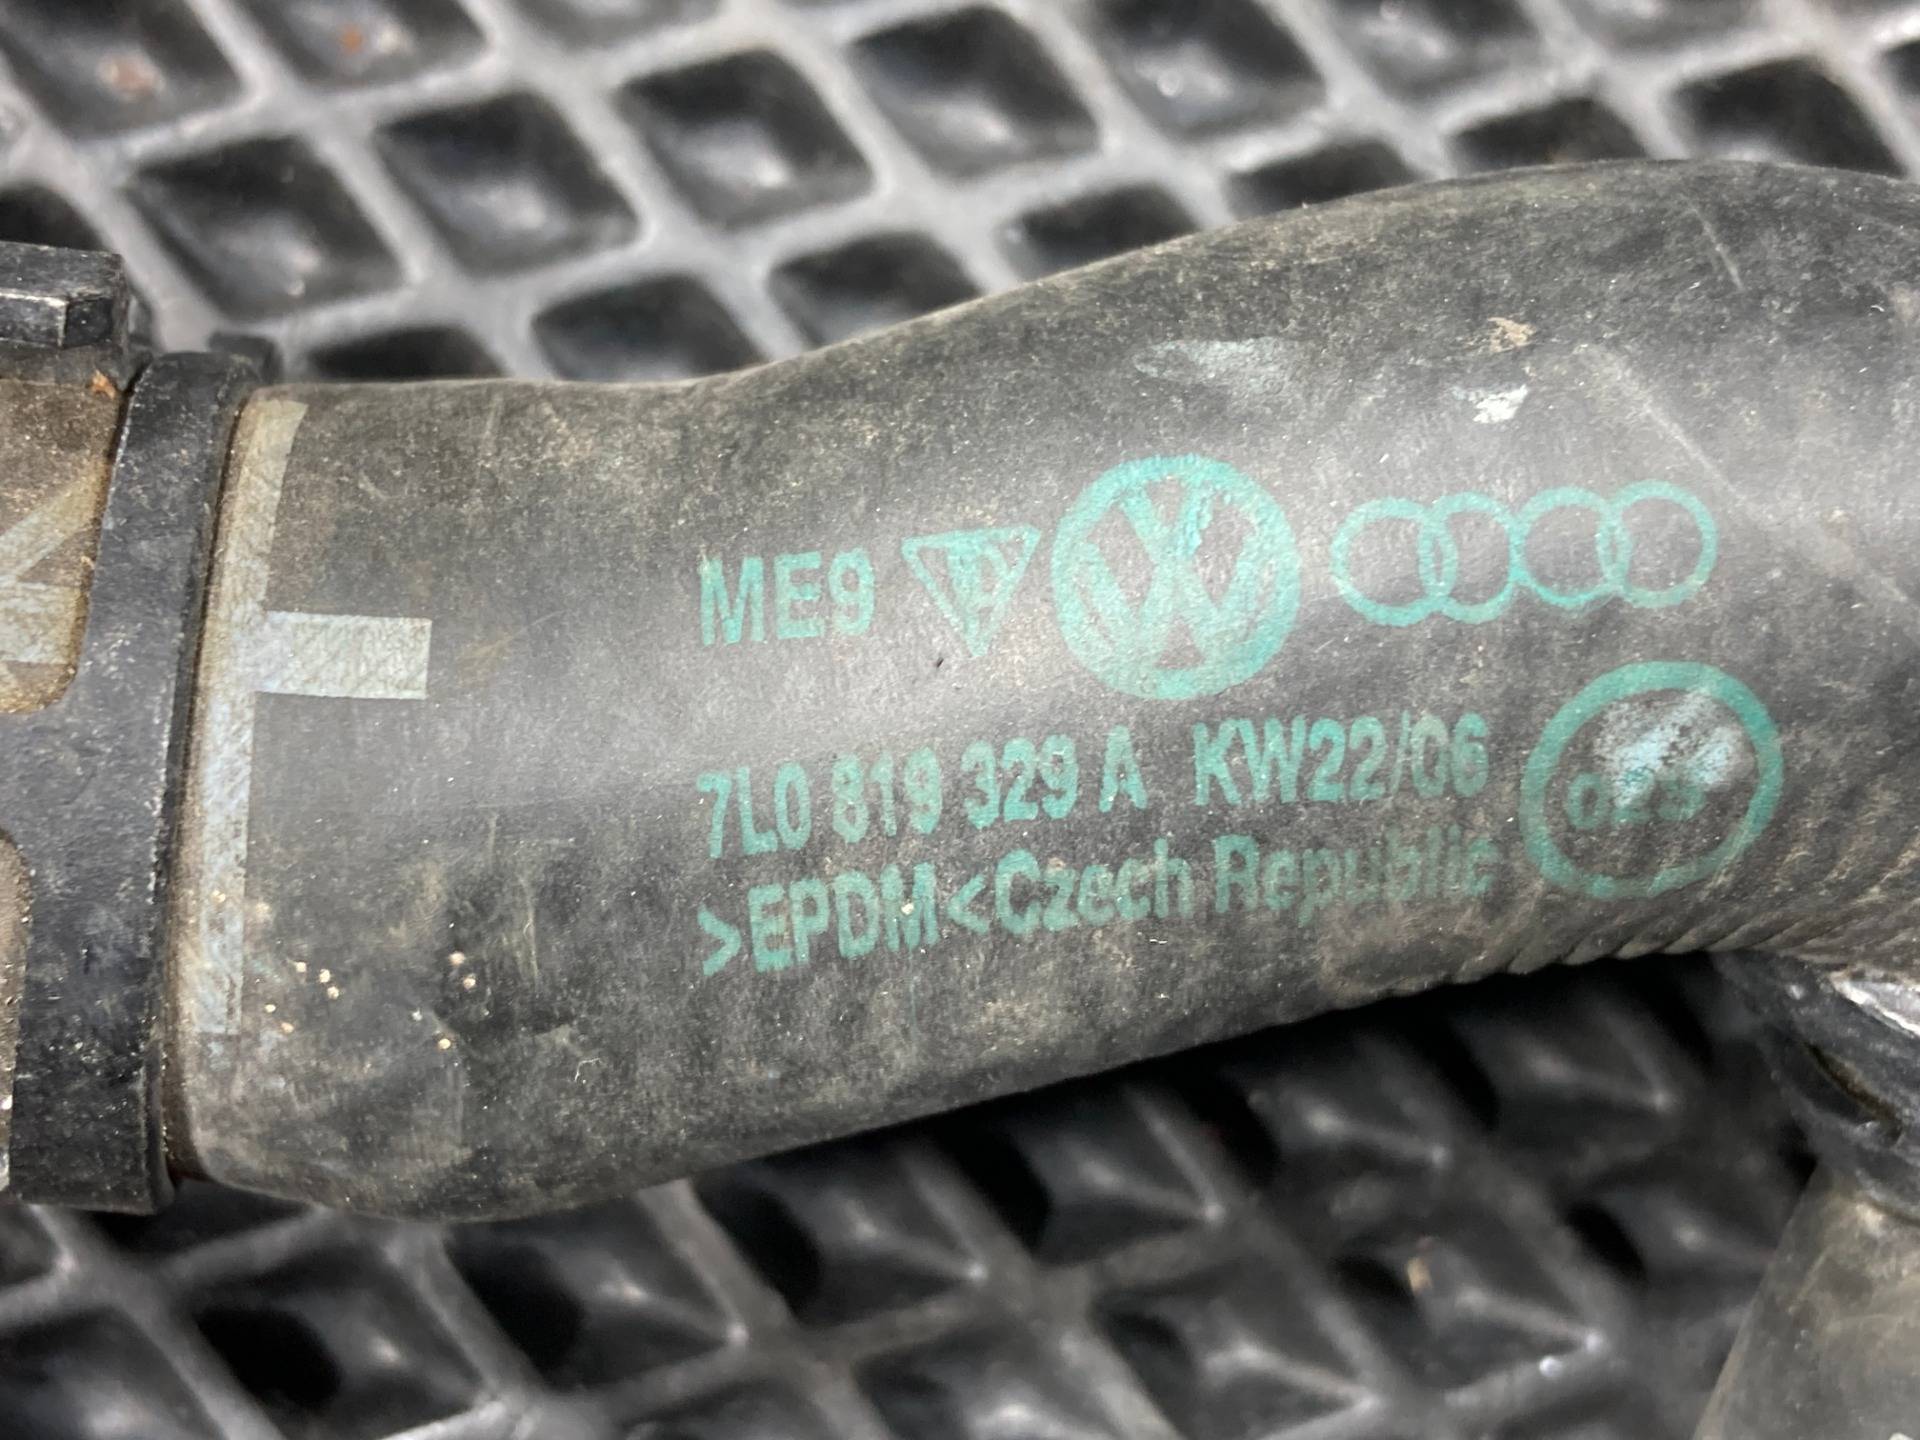 ME9
7L0 819 329 A KW22/06
>EPDM<Czech Republic